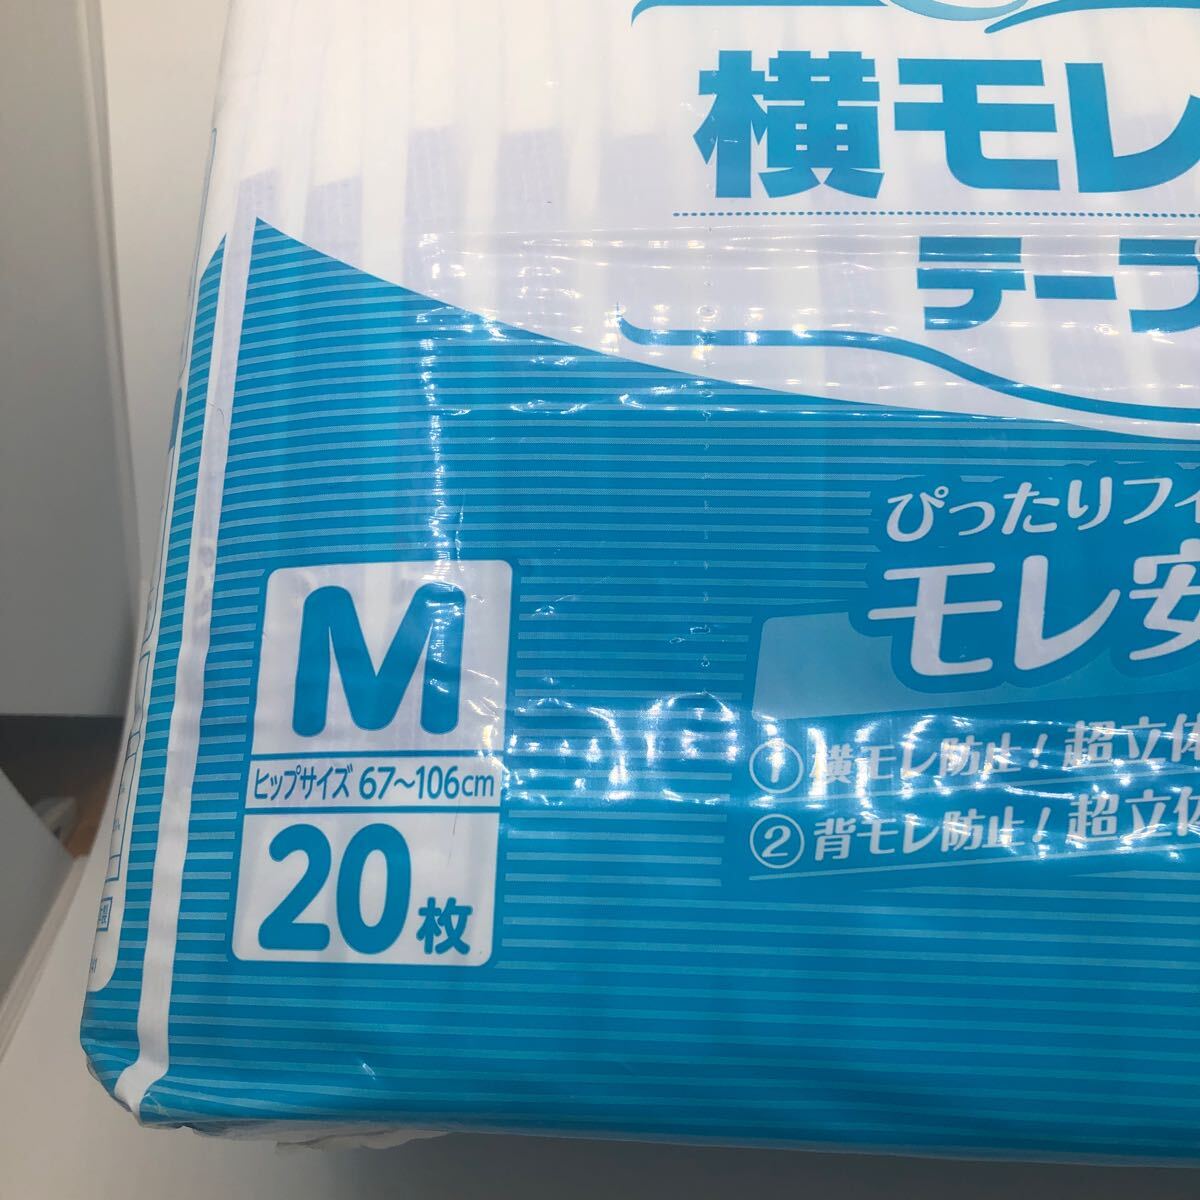 横モレ
テープ
ぴったりフィ
モレ安
①横モレ防止！超立体
②背モレ防止！超立体
M
ヒップサイズ 67～106cm
20枚